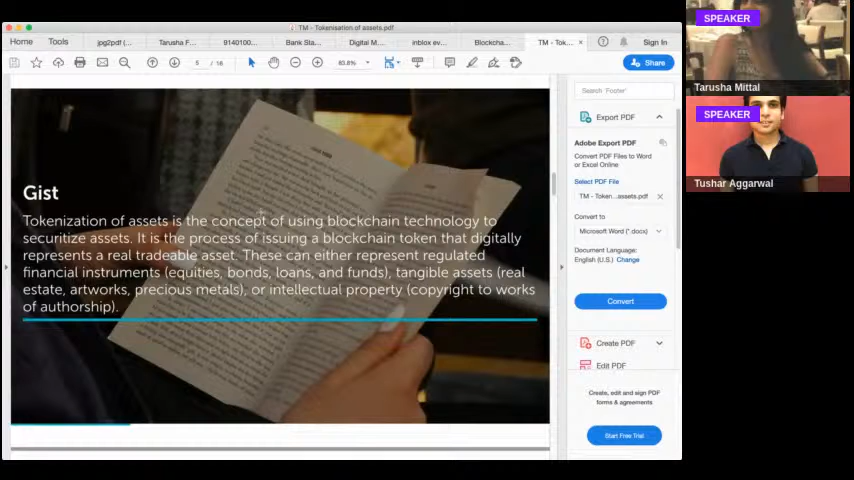 TM - Tokenisation of assets.pdf
Home Tools jpg2pdf (... Tarusha F... 9140100... Bank Sta... Digital M... inblox ev... Blockcha... TM - Tok... × Sign In
5 / 16 83.8% Share
Gist
Tokenization of assets is the concept of using blockchain technology to
securitize assets. It is the process of issuing a blockchain token that digitally
represents a real tradeable asset. These can either represent regulated
financial instruments (equities, bonds, loans, and funds), tangible assets (real
estate, artworks, precious metals), or intellectual property (copyright to works
of authorship).
Search 'Footer'
Export PDF
Adobe Export PDF
Convert PDF Files to Word
or Excel Online
Select PDF File
TM - Token...assets.pdf ×
Convert to
Microsoft Word (*.docx)
Document Language:
English (U.S.) Change
Convert
Create PDF
Edit PDF
Create, edit and sign PDF
forms & agreements
Start Free Trial
SPEAKER
Tarusha Mittal
SPEAKER
Tushar Aggarwal